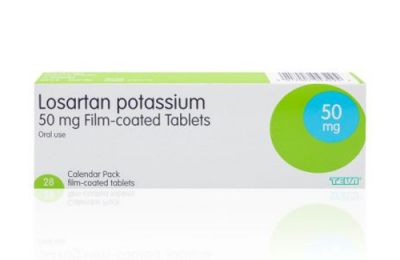 Losartan potassium
50 mg Film-coated Tablets
Oral use
50
mg
28
Calendar Pack
film-coated tablets
TEVA